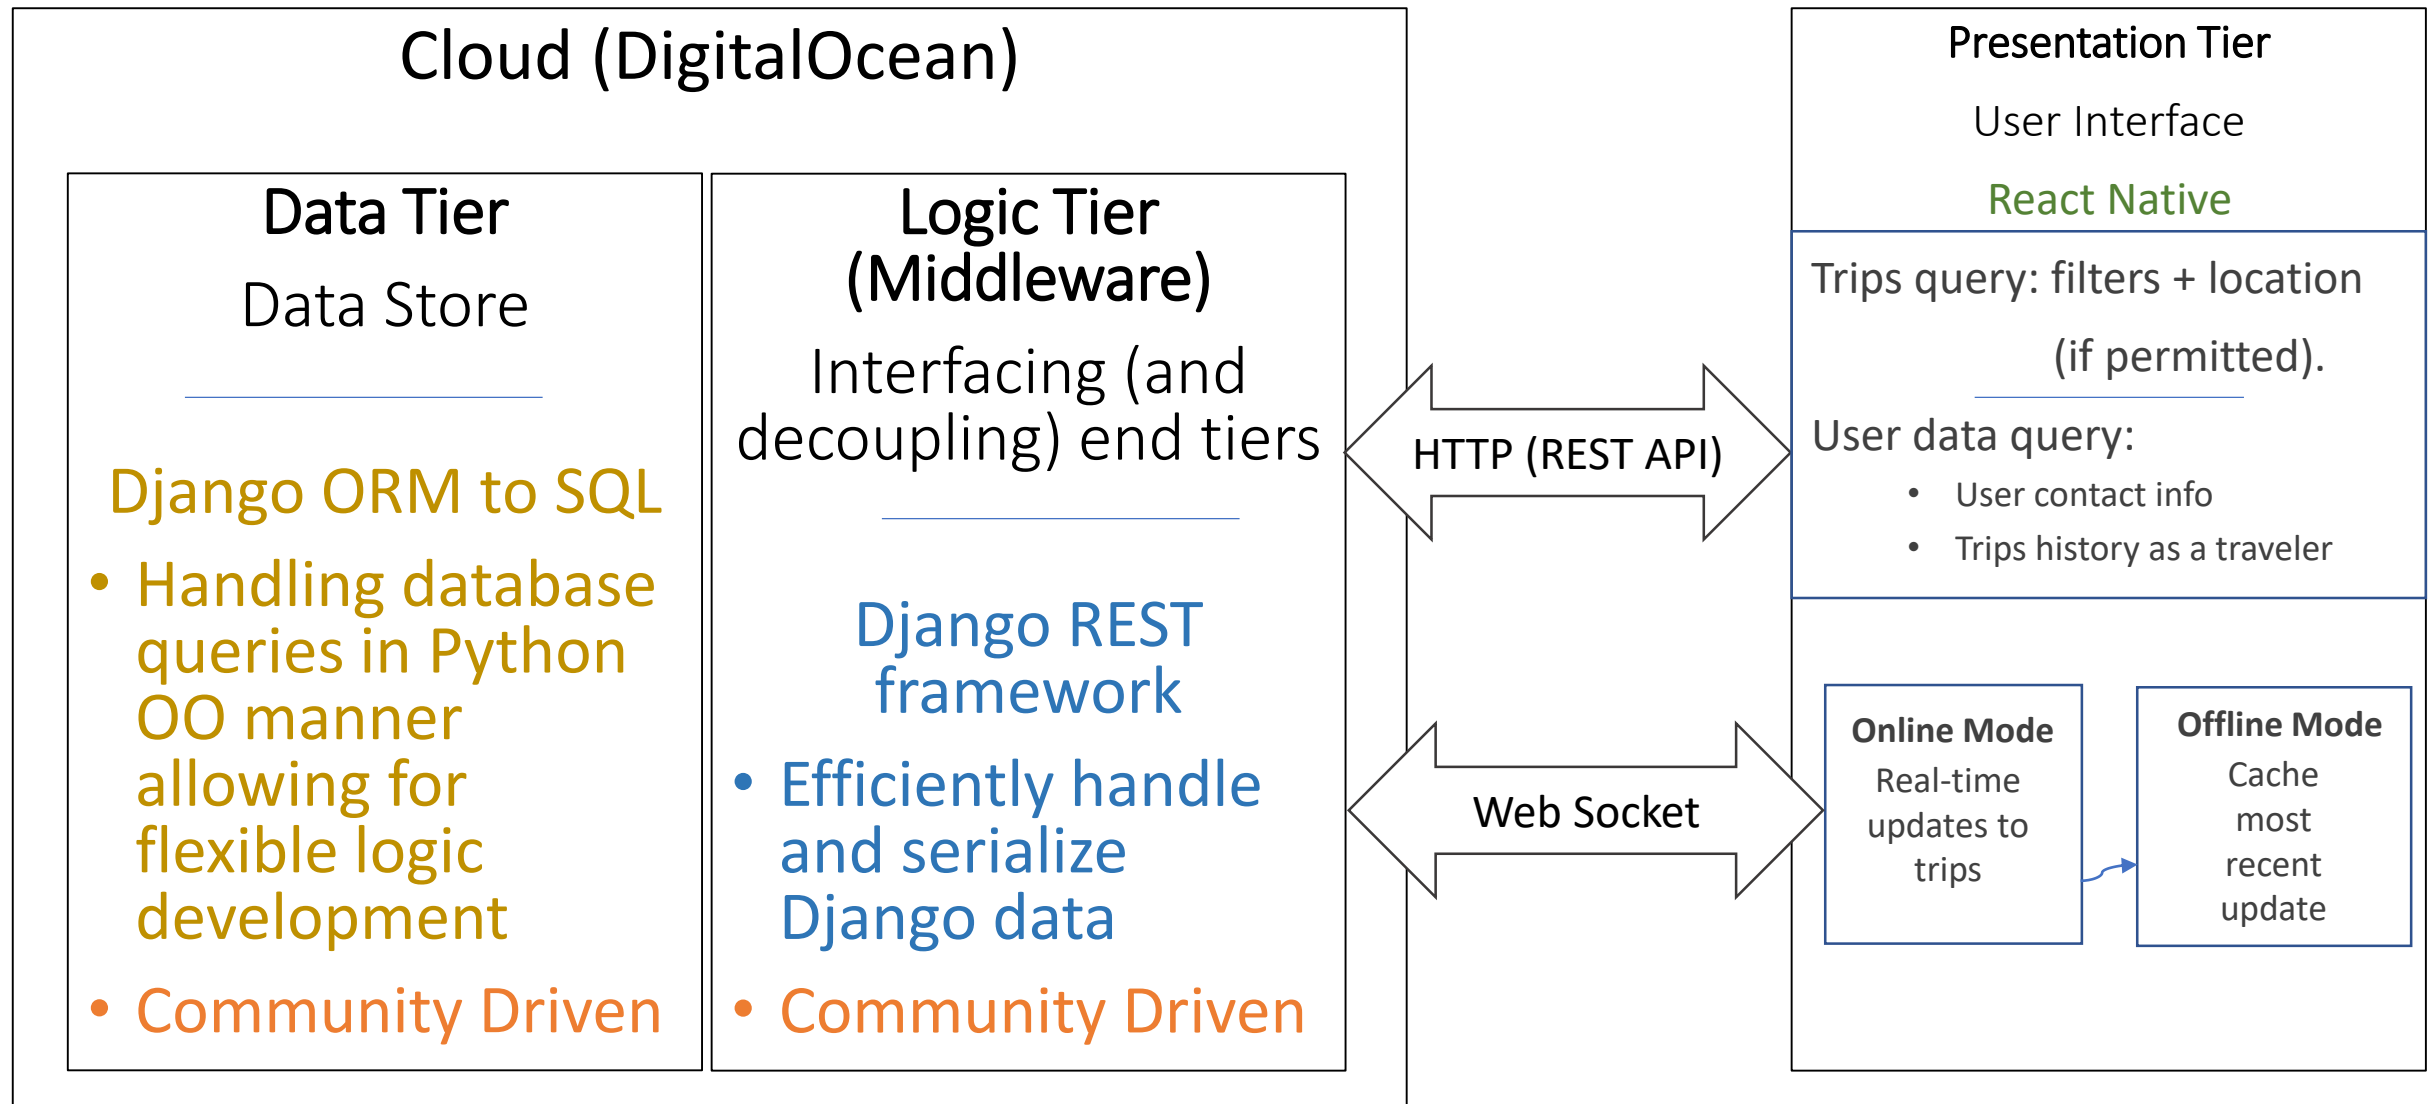 Cloud (DigitalOcean)
Data Tier
Data Store
Django ORM to SQL
• Handling database
queries in Python
OO manner
allowing for
flexible logic
development
• Community Driven
Logic Tier
(Middleware)
Interfacing (and
decoupling) end tiers
Django REST
framework
• Efficiently handle
and serialize
Django data
• Community Driven
HTTP (REST API)
Web Socket
Presentation Tier
User Interface
React Native
Trips query: filters + location
(if permitted).
User data query:
• User contact info
• Trips history as a traveler
Online Mode
Real-time
updates to
trips
Offline Mode
Cache
most
recent
update